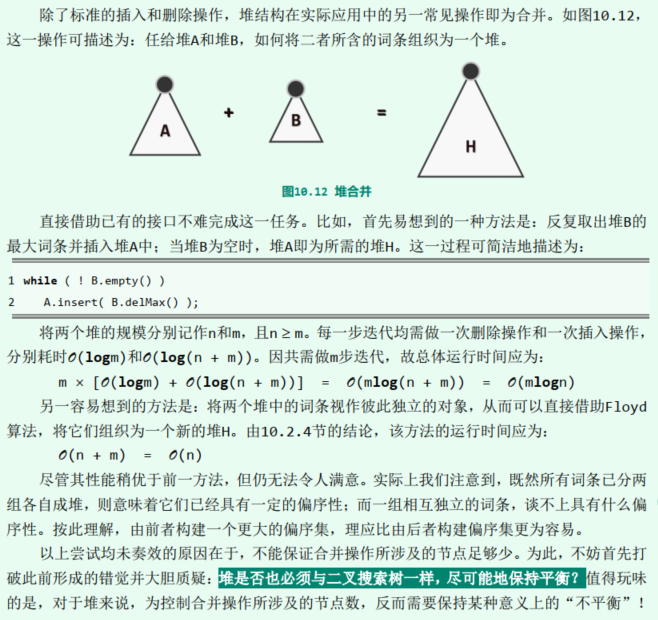 除了标准的插入和删除操作，堆结构在实际应用中的另一常见操作即为合并。如图10.12，
这一操作可描述为：任给堆A和堆B，如何将二者所含的词条组织为一个堆。
A + B = H
图10.12 堆合并
直接借助已有的接口不难完成这一任务。比如，首先易想到的一种方法是：反复取出堆B的
最大词条并插入堆A中；当堆B为空时，堆A即为所需的堆H。这一过程可简洁地描述为：
1 while ( ! B.empty() )
2 A.insert( B.delMax() );
将两个堆的规模分别记作n和m，且n ≥ m。每一步迭代均需做一次删除操作和一次插入操作，
分别耗时O(logm)和O(log(n + m))。因共需做m步迭代，故总体运行时间应为：
m × [O(logm) + O(log(n + m))] = O(mlog(n + m)) = O(mlogn)
另一容易想到的方法是：将两个堆中的词条视作彼此独立的对象，从而可以直接借助Floyd
算法，将它们组织为一个新的堆H。由10.2.4节的结论，该方法的运行时间应为：
O(n + m) = O(n)
尽管其性能稍优于前一方法，但仍无法令人满意。实际上我们注意到，既然所有词条已分两
组各自成堆，则意味着它们已经具有一定的偏序性；而一组相互独立的词条，谈不上具有什么偏
序性。按此理解，由前者构建一个更大的偏序集，理应比由后者构建偏序集更为容易。
以上尝试均未奏效的原因在于，不能保证合并操作所涉及的节点足够少。为此，不妨首先打
破此前形成的错觉并大胆质疑：堆是否也必须与二叉搜索树一样，尽可能地保持平衡？值得玩味
的是，对于堆来说，为控制合并操作所涉及的节点数，反而需要保持某种意义上的“不平衡”！